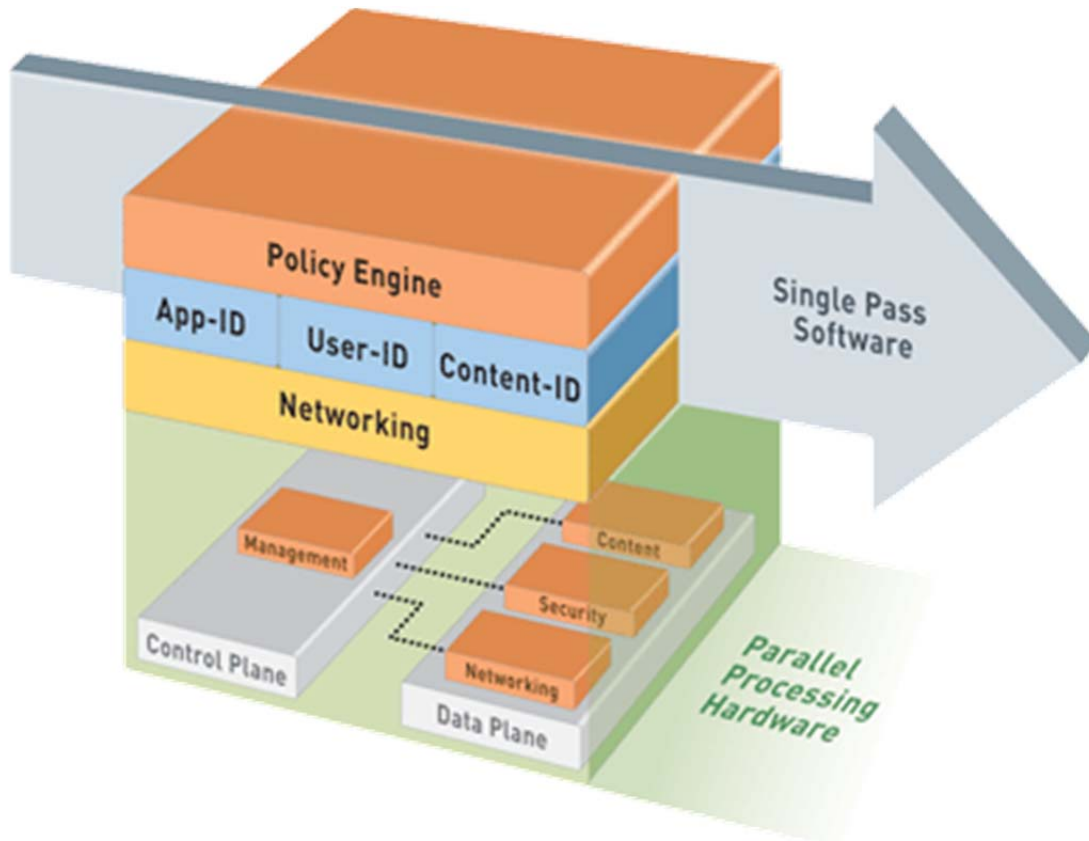 Policy Engine
App-ID
User-ID
Content-ID
Networking
Single Pass
Software
Management
Content
Security
Networking
Control Plane
Data Plane
Parallel
Processing
Hardware